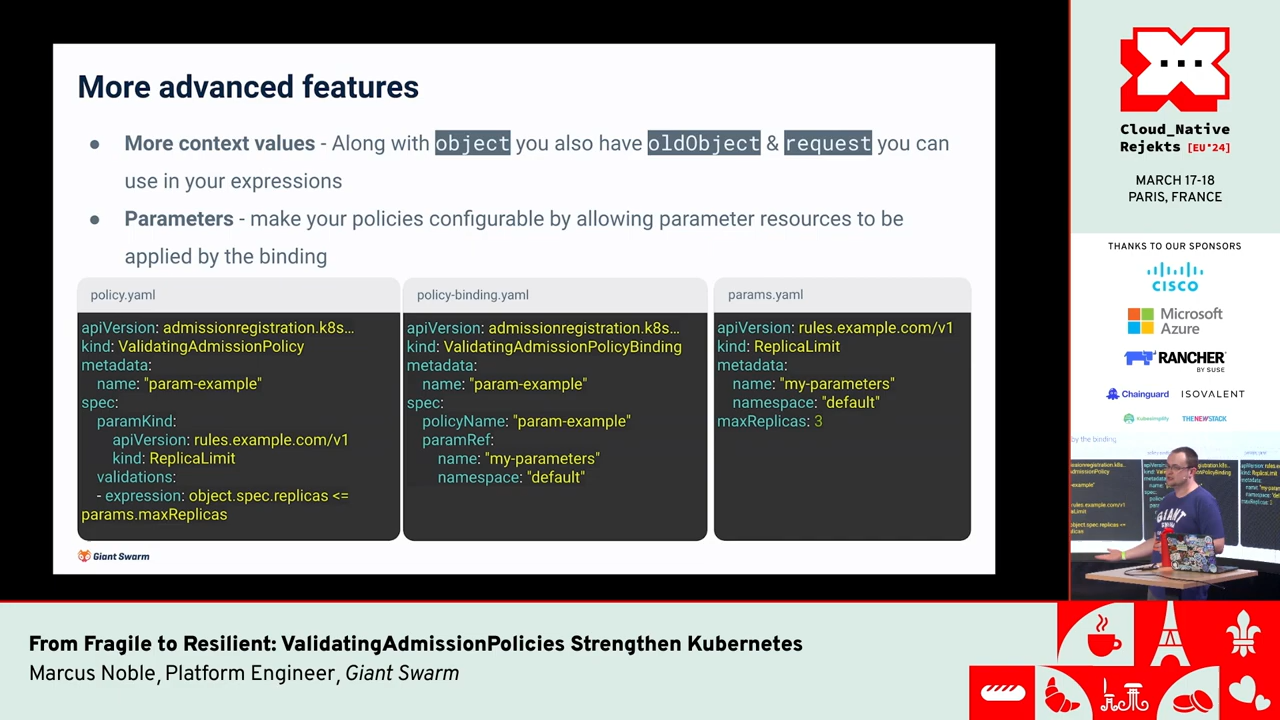 More advanced features
● More context values - Along with object you also have oldObject & request you can
use in your expressions
● Parameters - make your policies configurable by allowing parameter resources to be
applied by the binding
policy.yaml
apiVersion: admissionregistration.k8s...
kind: ValidatingAdmissionPolicy
metadata:
name: "param-example"
spec:
paramKind:
apiVersion: rules.example.com/v1
kind: ReplicaLimit
validations:
- expression: object.spec.replicas <=
params.maxReplicas
policy-binding.yaml
apiVersion: admissionregistration.k8s...
kind: ValidatingAdmissionPolicyBinding
metadata:
name: "param-example"
spec:
policyName: "param-example"
paramRef:
name: "my-parameters"
namespace: "default"
params.yaml
apiVersion: rules.example.com/v1
kind: ReplicaLimit
metadata:
name: "my-parameters"
namespace: "default"
maxReplicas: 3
Giant Swarm
Cloud_Native
Rejekts [EU'24]
MARCH 17-18
PARIS, FRANCE
THANKS TO OUR SPONSORS
CISCO
Microsoft
Azure
RANCHER
BY SUSE
Chainguard
ISOVALENT
kubesimplify
THENEWSTACK
by the binding
GIANT
From Fragile to Resilient: ValidatingAdmissionPolicies Strengthen Kubernetes
Marcus Noble, Platform Engineer, Giant Swarm